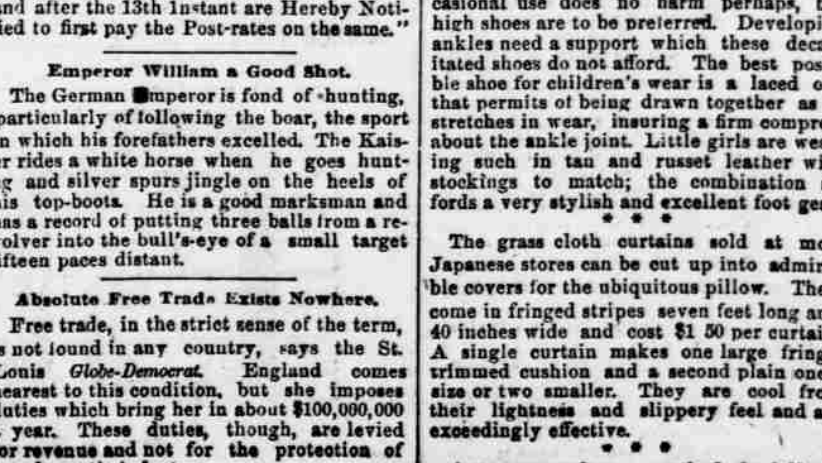 and after the 13th Instant are Hereby Noti-
fied to first pay the Post-rates on the same."
Emperor William a Good Shot.
The German Emperor is fond of hunting,
particularly of following the boar, the sport
in which his forefathers excelled. The Kais-
er rides a white horse when he goes hunt-
ing and silver spurs jingle on the heels of
his top-boots. He is a good marksman and
has a record of putting three balls from a re-
volver into the bull's-eye of a small target
fifteen paces distant.
Absolute Free Trade Exists Nowhere.
Free trade, in the strict sense of the term,
is not found in any country, says the St.
Louis Globe-Democrat. England comes
nearest to this condition, but she imposes
duties which bring her in about $100,000,000
year. These duties, though, are levied
for revenue and not for the protection of
casional use does no harm perhaps,
high shoes are to be preferred.
ankles need a support which these
itated shoes do not afford. The best
ble shoe for children's wear is a laced
that permits of being drawn together as
stretches in wear, insuring a firm
about the ankle joint. Little girls are
ing such in tan and russet leather
stockings to match; the combination
fords a very stylish and excellent foot
* * *
The grass cloth curtains sold at
Japanese stores can be cut up into
ble covers for the ubiquitous pillow.
come in fringed stripes seven feet long
40 inches wide and cost $1 50 per
A single curtain makes one large
trimmed cushion and a second plain one
size or two smaller. They are cool
their lightness and slippery feel and
exceedingly effective.
* * *